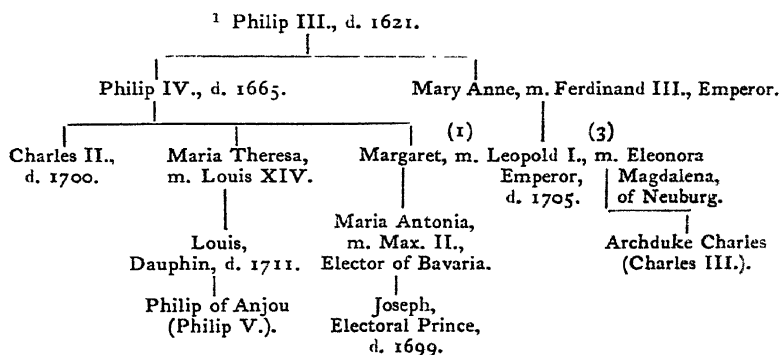 ¹ Philip III., d. 1621.
Philip IV., d. 1665. Mary Anne, m. Ferdinand III., Emperor.
(1) (3)
Charles II., Maria Theresa, Margaret, m. Leopold I., m. Eleonora
d. 1700. m. Louis XIV. Emperor, Magdalena,
d. 1705. of Neuburg.
Maria Antonia,
Louis, m. Max. II., Archduke Charles
Dauphin, d. 1711. Elector of Bavaria. (Charles III.).
Philip of Anjou Joseph,
(Philip V.). Electoral Prince,
d. 1699.